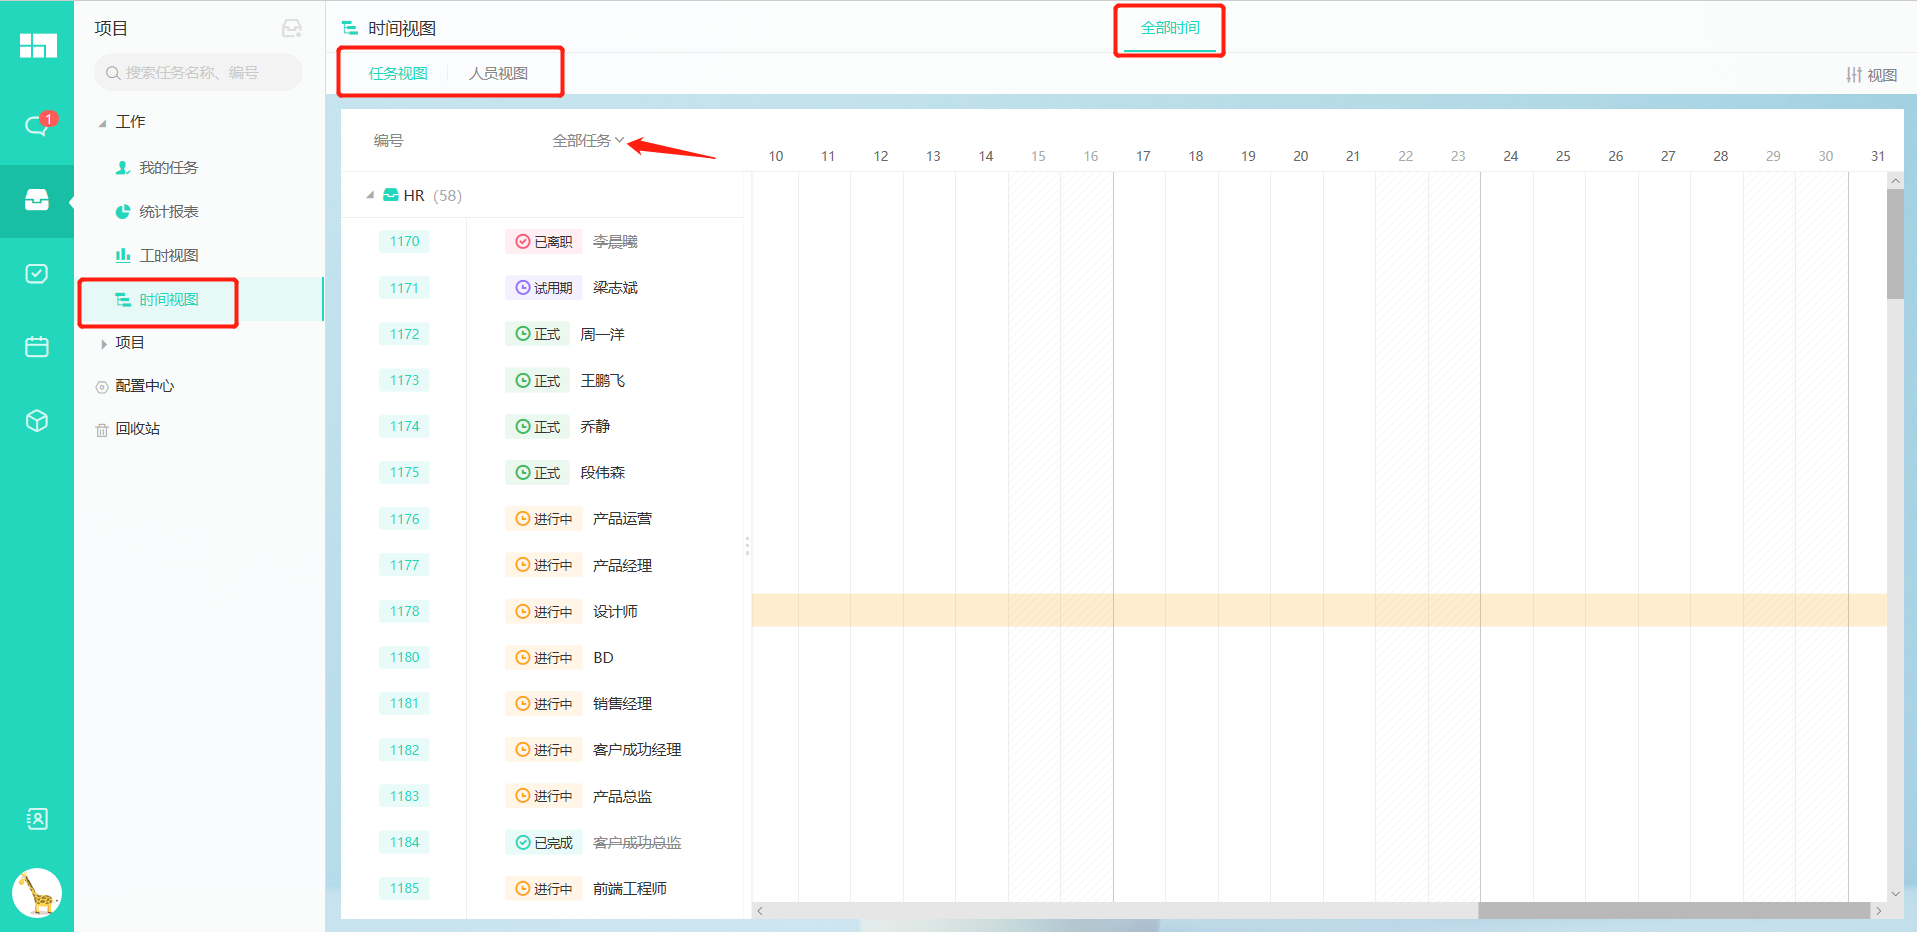 项目
搜索任务名称、编号
1
工作
我的任务
统计报表
工时视图
时间视图
项目
配置中心
回收站
时间视图
全部时间
任务视图 人员视图
视图
编号 全部任务
10 11 12 13 14 15 16 17 18 19 20 21 22 23 24 25 26 27 28 29 30 31
HR (58)
1170 已离职 李晨曦
1171 试用期 梁志斌
1172 正式 周一洋
1173 正式 王鹏飞
1174 正式 乔静
1175 正式 段伟森
1176 进行中 产品运营
1177 进行中 产品经理
1178 进行中 设计师
1180 进行中 BD
1181 进行中 销售经理
1182 进行中 客户成功经理
1183 进行中 产品总监
1184 已完成 客户成功总监
1185 进行中 前端工程师